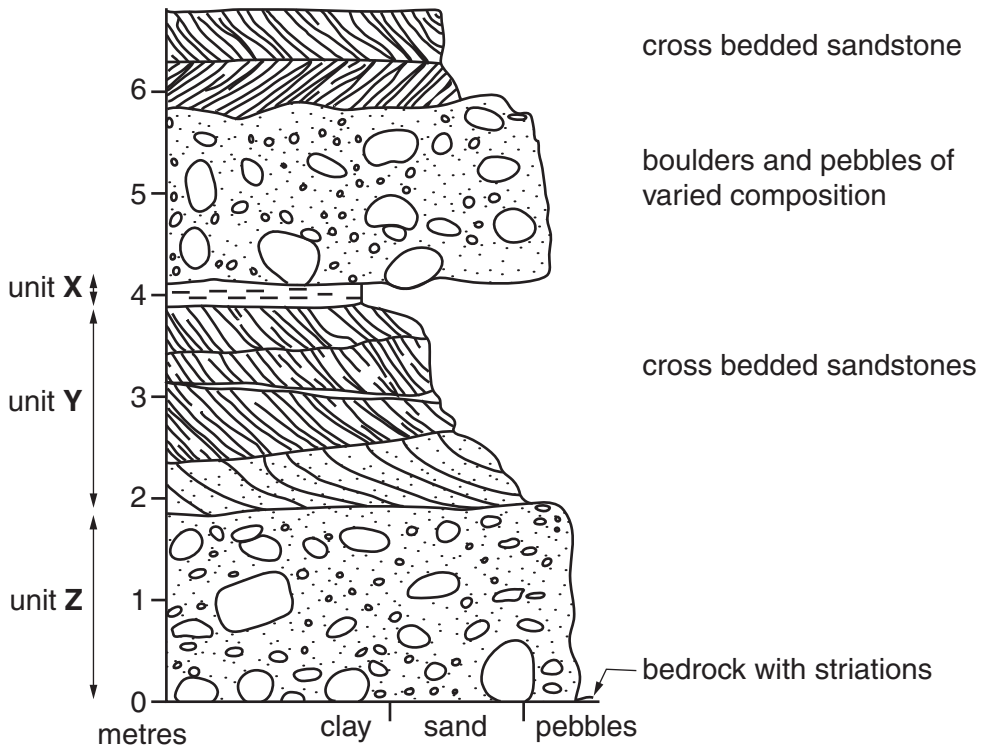 cross bedded sandstone
6
boulders and pebbles of
varied composition
5
unit X
4
cross bedded sandstones
unit Y
3
2
unit Z
1
bedrock with striations
0
metres
clay
sand
pebbles